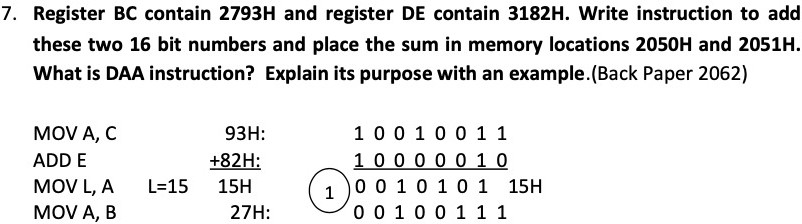 7. Register BC contain 2793H and register DE contain 3182H. Write instruction to add
these two 16 bit numbers and place the sum in memory locations 2050H and 2051H.
What is DAA instruction? Explain its purpose with an example.(Back Paper 2062)
MOV A, C 93H: 1 0 0 1 0 0 1 1
ADD E +82H: 1 0 0 0 0 0 1 0
MOV L, A L=15 15H 1 0 0 1 0 1 0 1 15H
MOV A, B 27H: 0 0 1 0 0 1 1 1